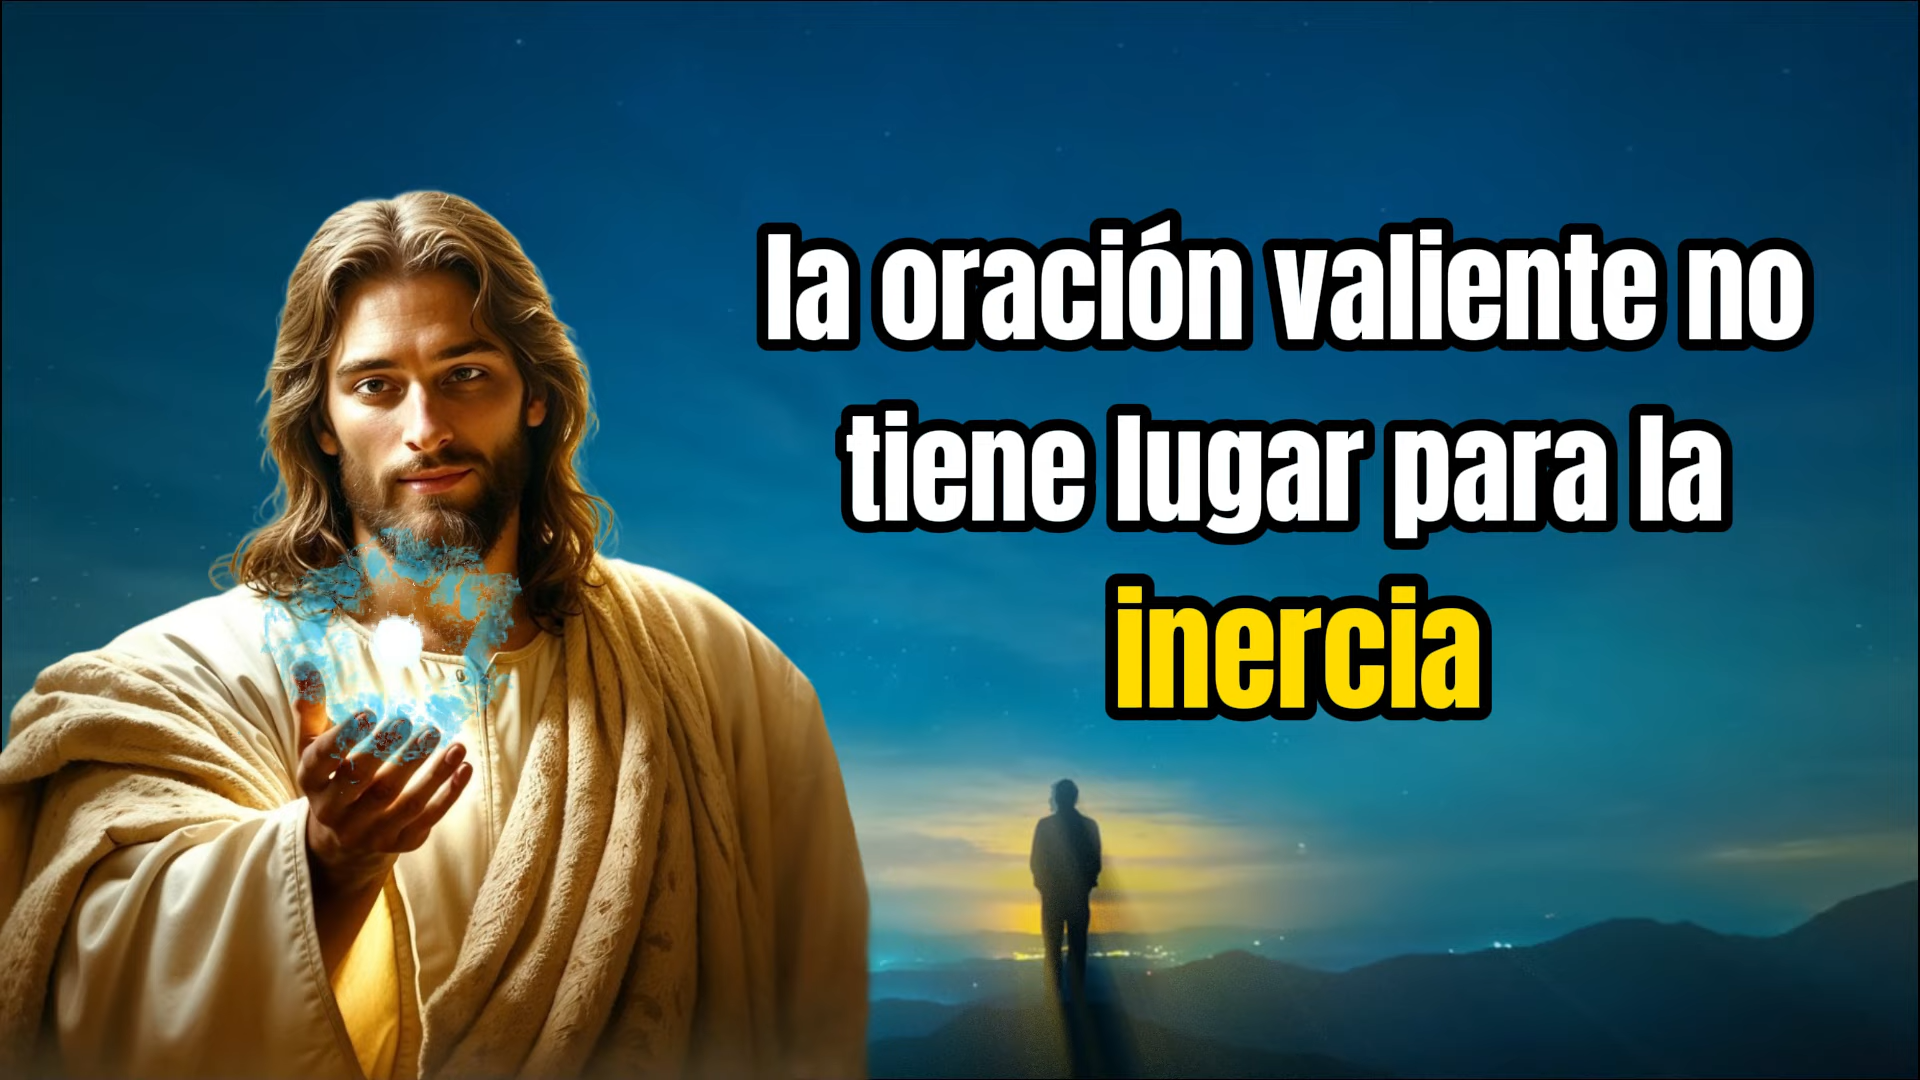 la oración valiente no
tiene lugar para la
inercia